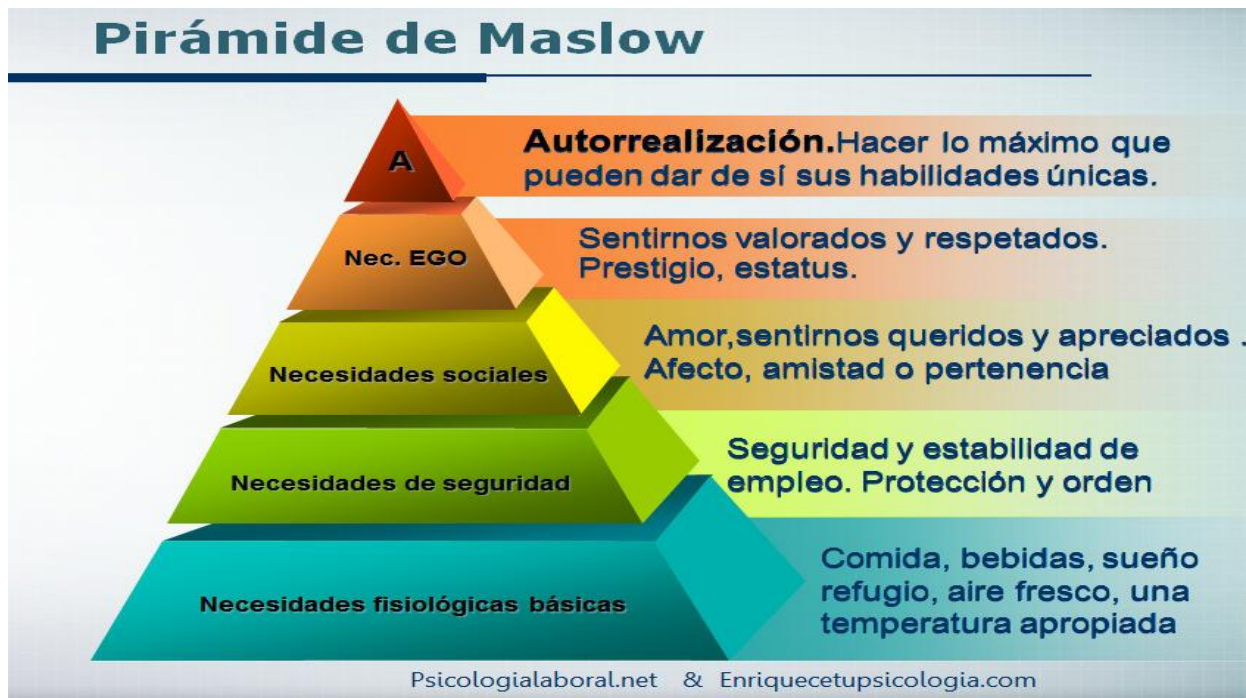 Pirámide de Maslow
A
Autorrealización.Hacer lo máximo que
pueden dar de sí sus habilidades únicas.
Nec. EGO
Sentirnos valorados y respetados.
Prestigio, estatus.
Necesidades sociales
Amor,sentirnos queridos y apreciados .
Afecto, amistad o pertenencia
Necesidades de seguridad
Seguridad y estabilidad de
empleo. Protección y orden
Necesidades fisiológicas básicas
Comida, bebidas, sueño
refugio, aire fresco, una
temperatura apropiada
Psicologialaboral.net & Enriquecetupsicologia.com